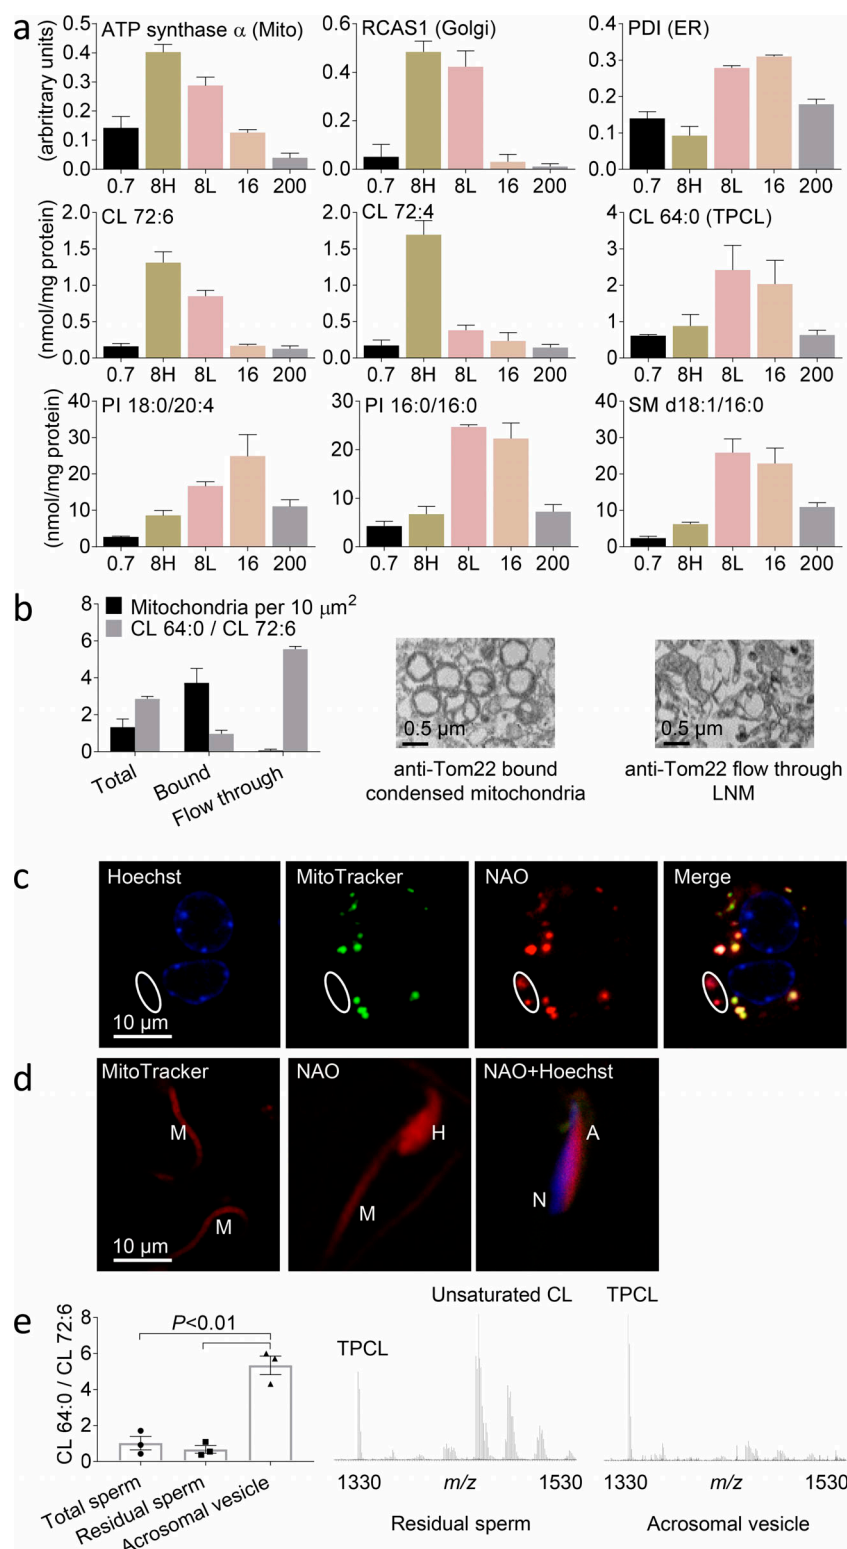 a
ATP synthase α (Mito)
RCAS1 (Golgi)
PDI (ER)
(arbritrary units)
0.5
0.4
0.3
0.2
0.1
0.0
0.6
0.4
0.2
0.0
0.4
0.3
0.2
0.1
0.0
0.7 8H 8L 16 200
0.7 8H 8L 16 200
0.7 8H 8L 16 200
CL 72:6
CL 72:4
CL 64:0 (TPCL)
(nmol/mg protein)
2.0
1.5
1.0
0.5
0.0
2.0
1.5
1.0
0.5
0.0
4
3
2
1
0
0.7 8H 8L 16 200
0.7 8H 8L 16 200
0.7 8H 8L 16 200
PI 18:0/20:4
PI 16:0/16:0
SM d18:1/16:0
(nmol/mg protein)
40
30
20
10
0
30
20
10
0
40
30
20
10
0
0.7 8H 8L 16 200
0.7 8H 8L 16 200
0.7 8H 8L 16 200
b
Mitochondria per 10 μm2
CL 64:0 / CL 72:6
8
6
4
2
0
Total
Bound
Flow through
0.5 μm
anti-Tom22 bound
condensed mitochondria
0.5 μm
anti-Tom22 flow through
LNM
c
Hoechst
MitoTracker
NAO
Merge
10 μm
d
MitoTracker
NAO
NAO+Hoechst
M
M
10 μm
H
M
A
N
e
CL 64:0 / CL 72:6
8
6
4
2
0
P<0.01
Total sperm
Residual sperm
Acrosomal vesicle
Unsaturated CL
TPCL
1330 m/z 1530
Residual sperm
TPCL
1330 m/z 1530
Acrosomal vesicle